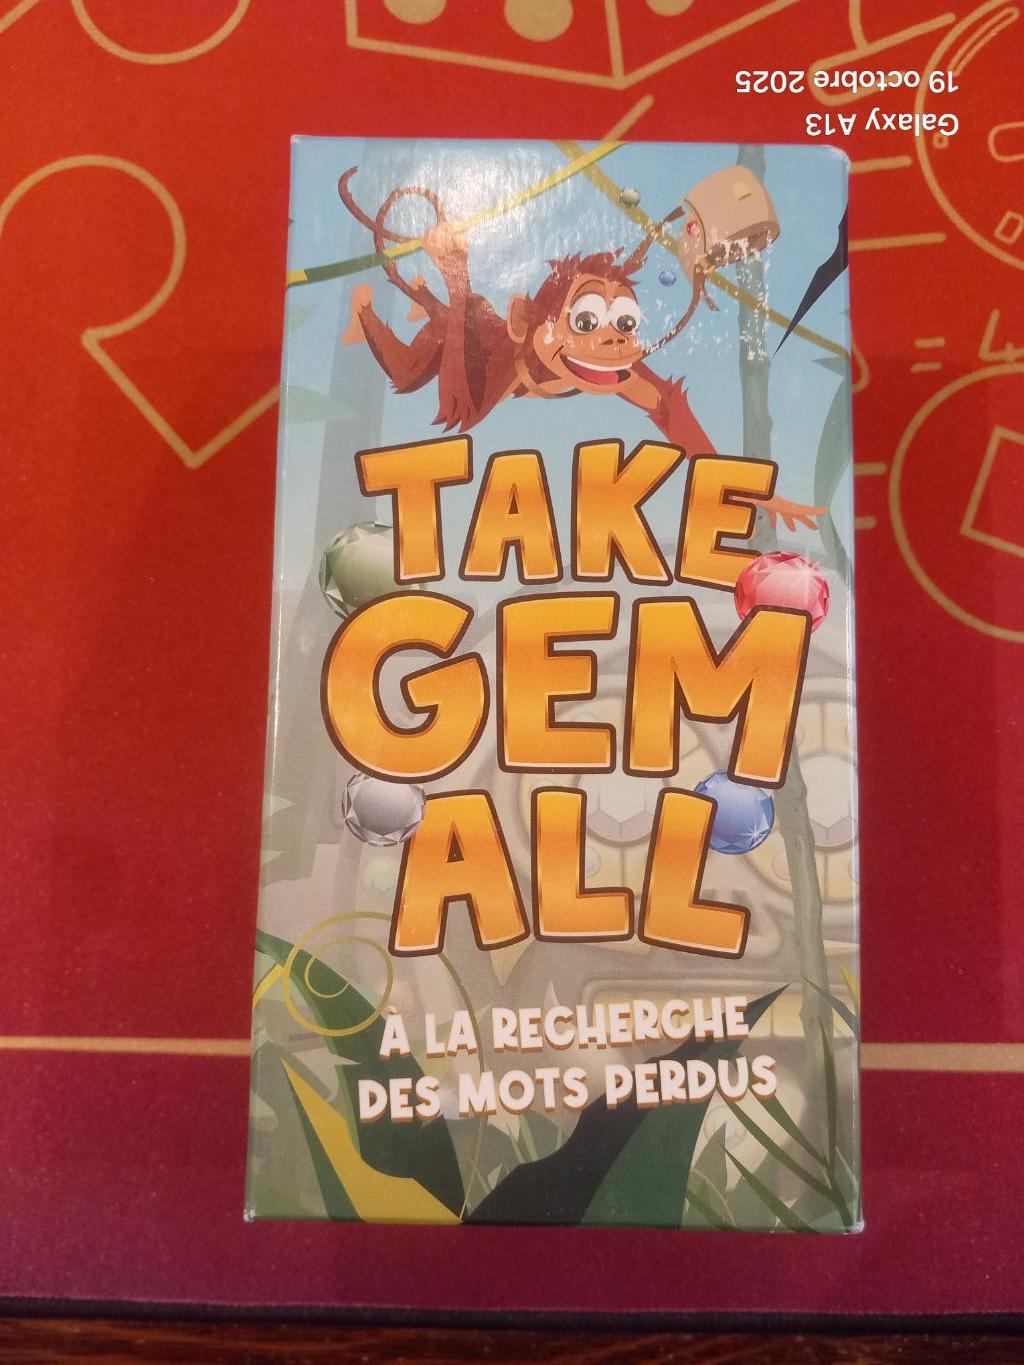 19 octobre 2025
Galaxy A13
TAKE
GEM
ALL
À LA RECHERCHE
DES MOTS PERDUS